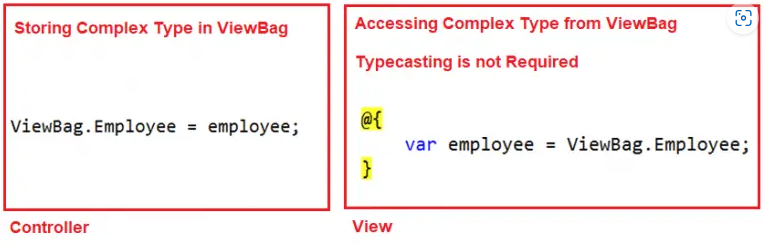 Storing Complex Type in ViewBag
ViewBag.Employee = employee;
Controller
Accessing Complex Type from ViewBag
Typecasting is not Required
@{
var employee = ViewBag.Employee;
}
View